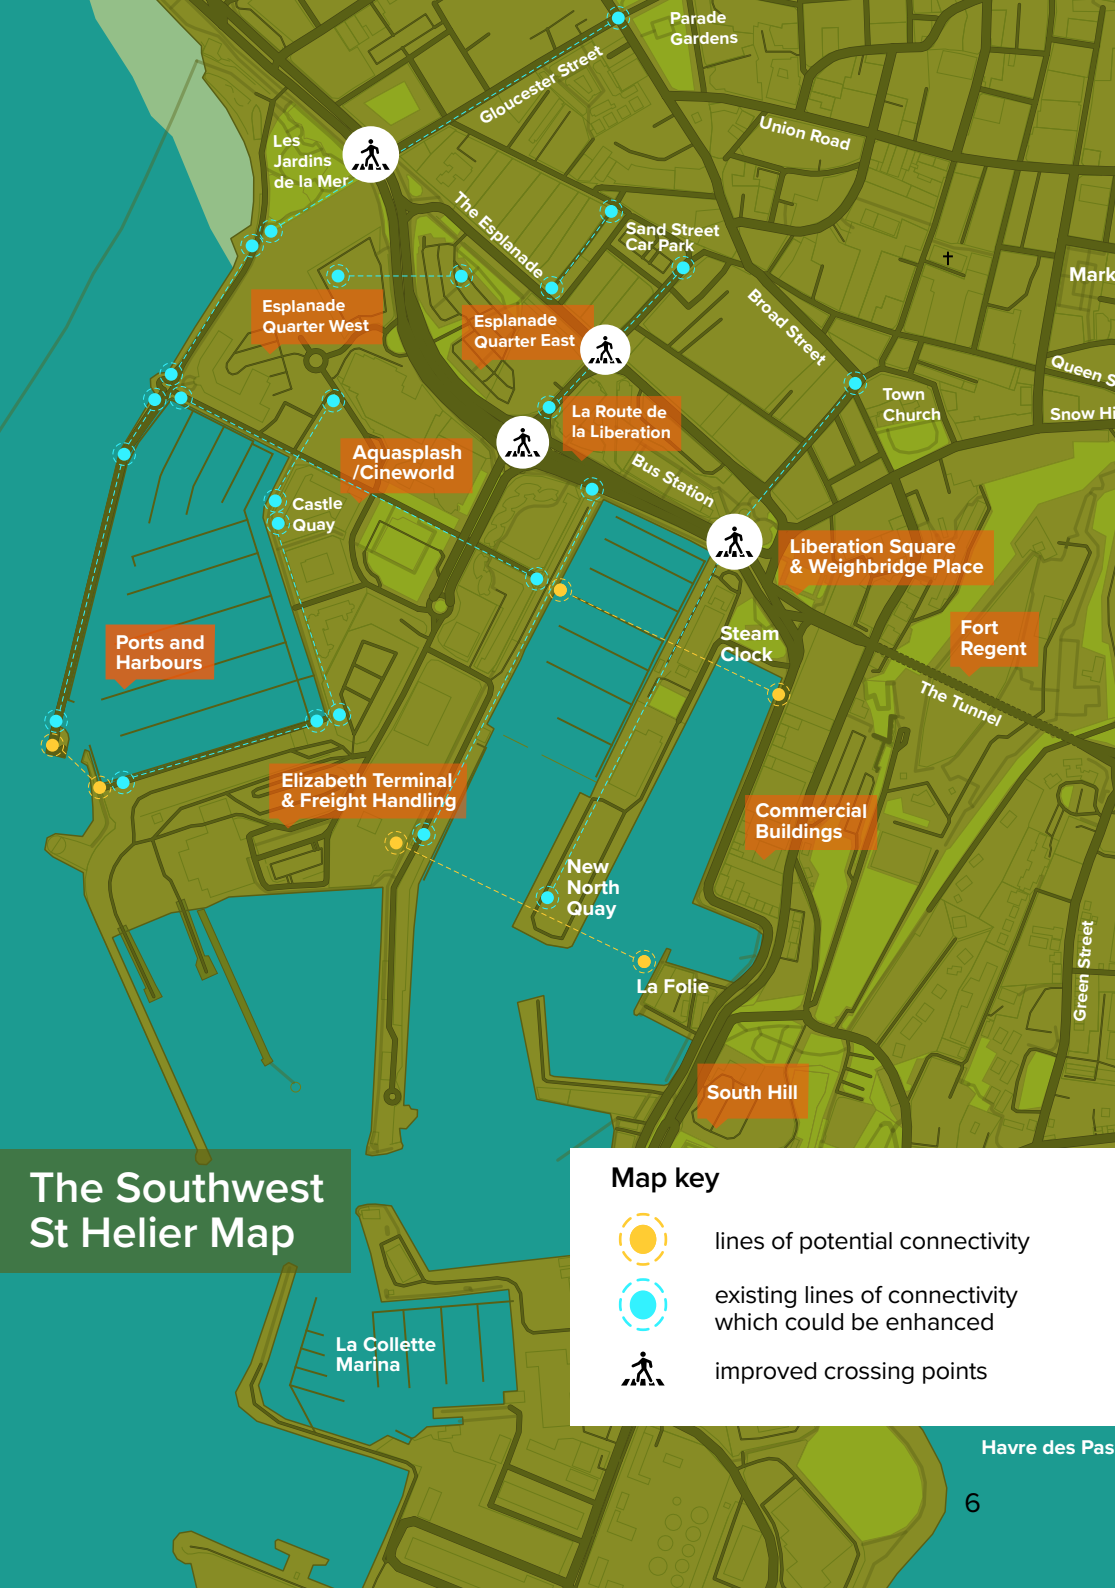 Parade
Gardens
Gloucester Street
Union Road
Les
Jardins
de la Mer
The Esplanade
Sand Street
Car Park
Mark
Esplanade
Quarter West
Esplanade
Quarter East
Broad Street
Queen S
Town
Church
Snow Hi
La Route de
la Liberation
Aquasplash
/Cineworld
Bus Station
Castle
Quay
Liberation Square
& Weighbridge Place
Ports and
Harbours
Steam
Clock
Fort
Regent
The Tunnel
Elizabeth Terminal
& Freight Handling
Commercial
Buildings
New
North
Quay
Green Street
La Folie
South Hill
The Southwest
St Helier Map
Map key
lines of potential connectivity
existing lines of connectivity
which could be enhanced
improved crossing points
La Collette
Marina
Havre des Pas
6